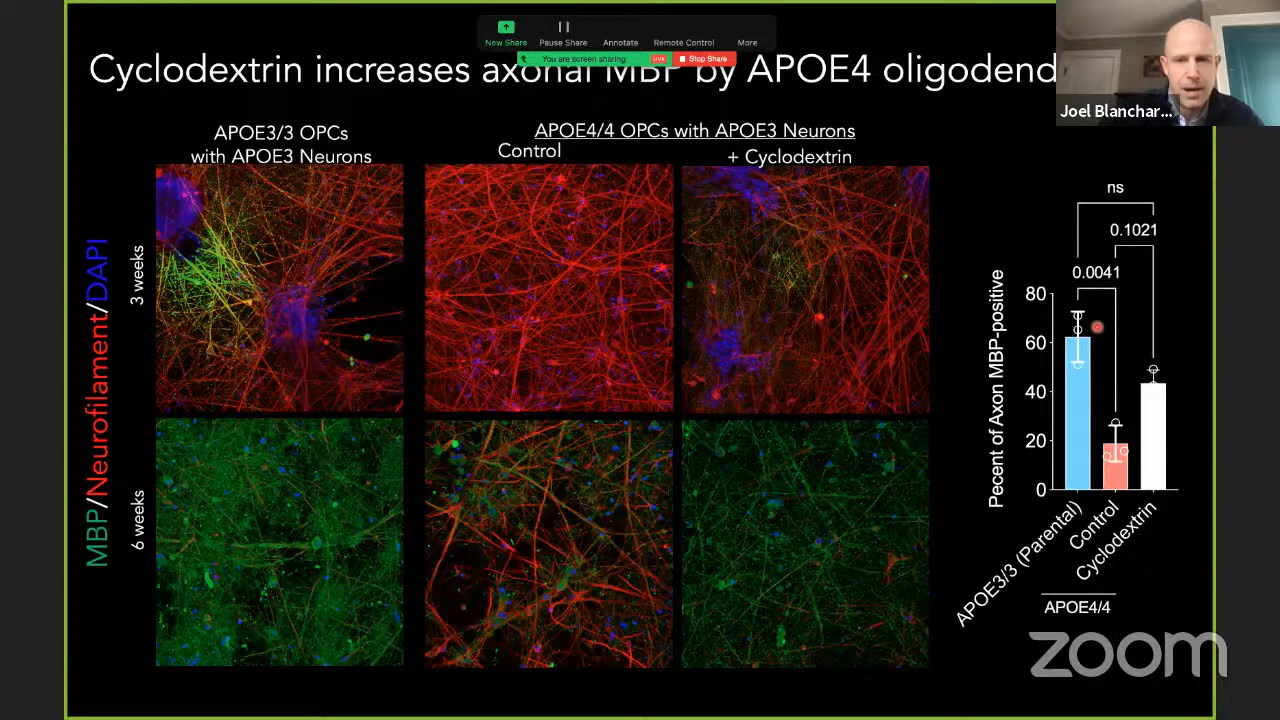 New Share
Pause Share
Annotate
Remote Control
More
You are screen sharing
LIVE
Stop Share
Cyclodextrin increases axonal MBP by APOE4 oligodend
Joel Blanchar...
APOE3/3 OPCs
with APOE3 Neurons
APOE4/4 OPCs with APOE3 Neurons
Control
+ Cyclodextrin
MBP/Neurofilament/DAPI
3 weeks
6 weeks
ns
0.1021
0.0041
Pecent of Axon MBP-positive
80
60
40
20
0
APOE3/3 (Parental)
Control
Cyclodextrin
APOE4/4
zoom